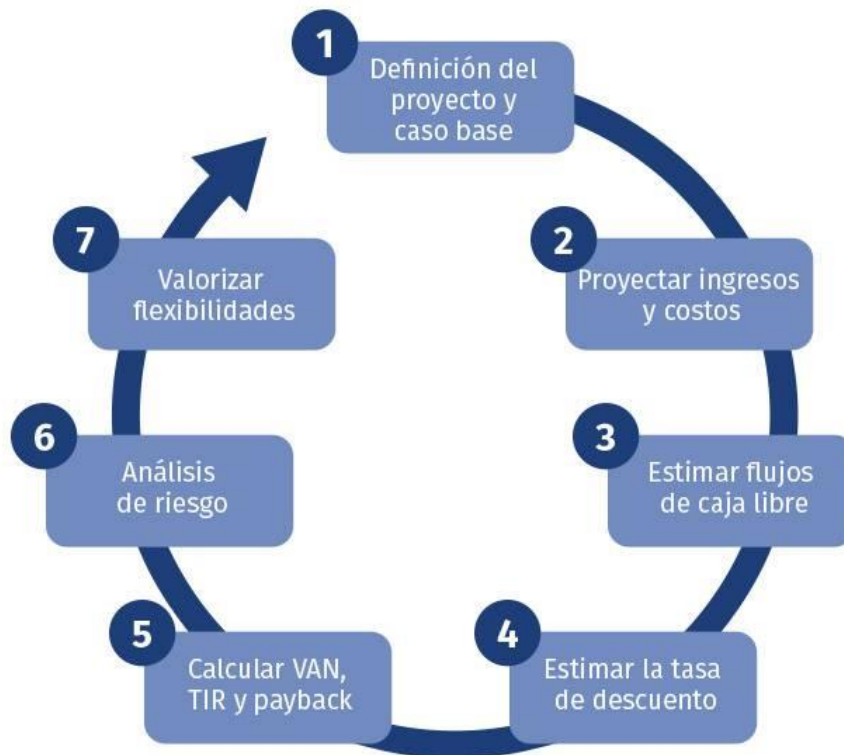 1
Definición del
proyecto y
caso base
2
Proyectar ingresos
y costos
3
Estimar flujos
de caja libre
4
Estimar la tasa
de descuento
5
Calcular VAN,
TIR y payback
6
Análisis
de riesgo
7
Valorizar
flexibilidades